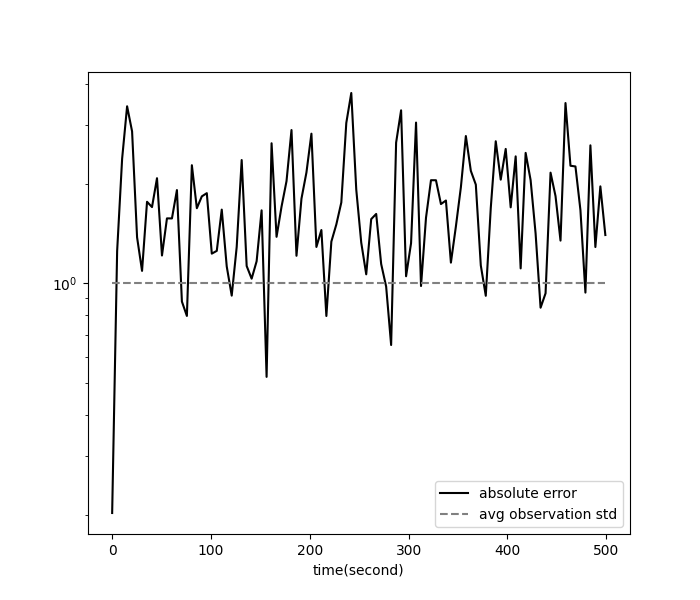 10⁰
0 100 200 300 400 500
time(second)
absolute error
avg observation std